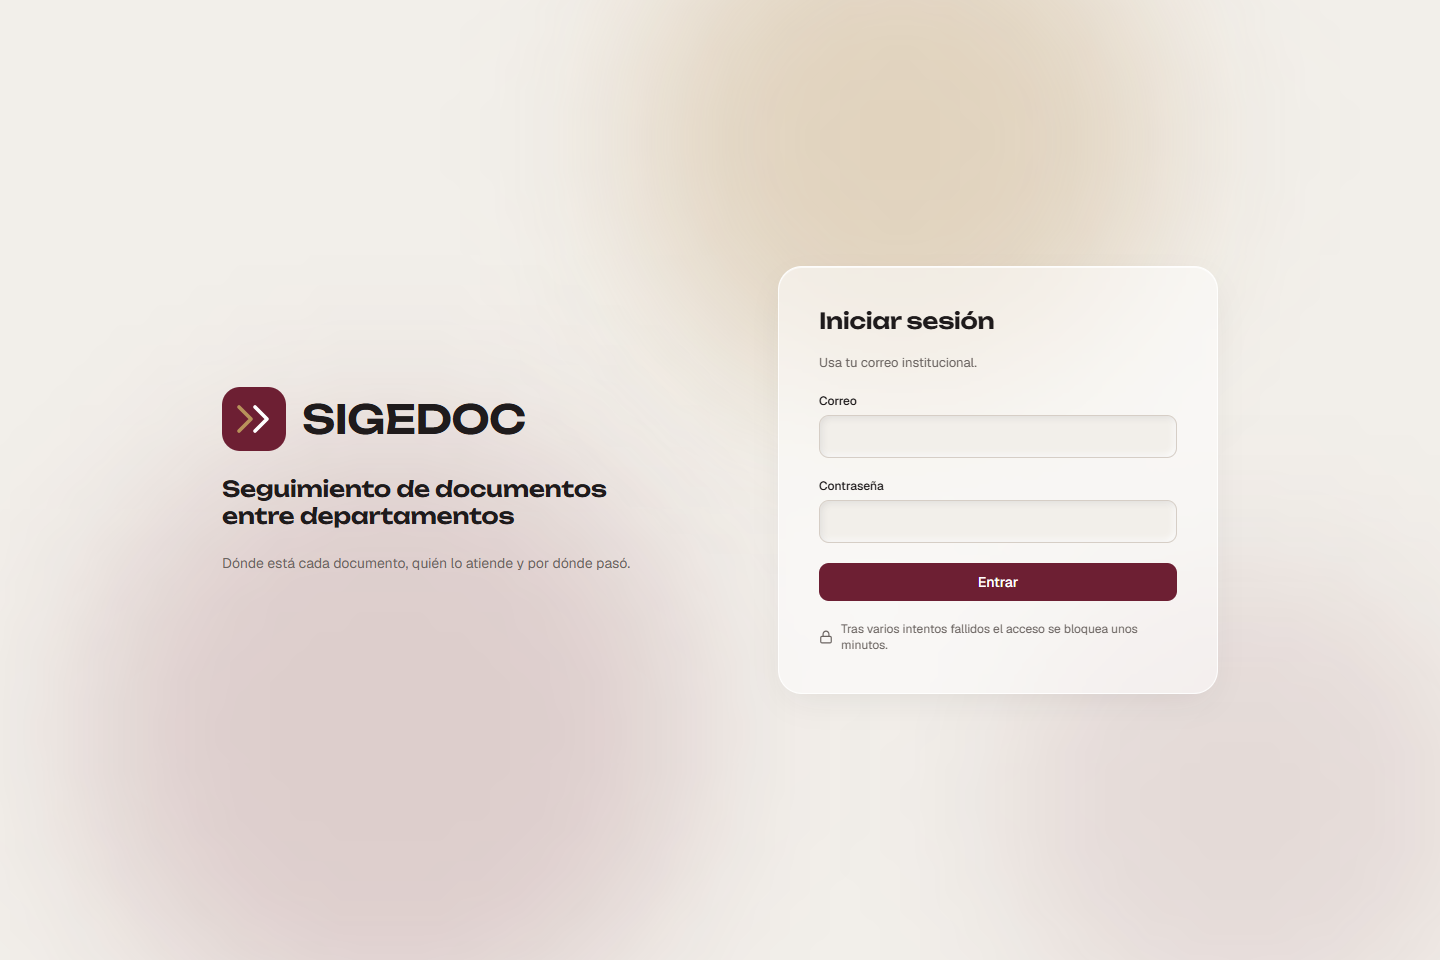 SIGEDOC
Seguimiento de documentos
entre departamentos
Dónde está cada documento, quién lo atiende y por dónde pasó.
Iniciar sesión
Usa tu correo institucional.
Correo
Contraseña
Entrar
Tras varios intentos fallidos el acceso se bloquea unos
minutos.